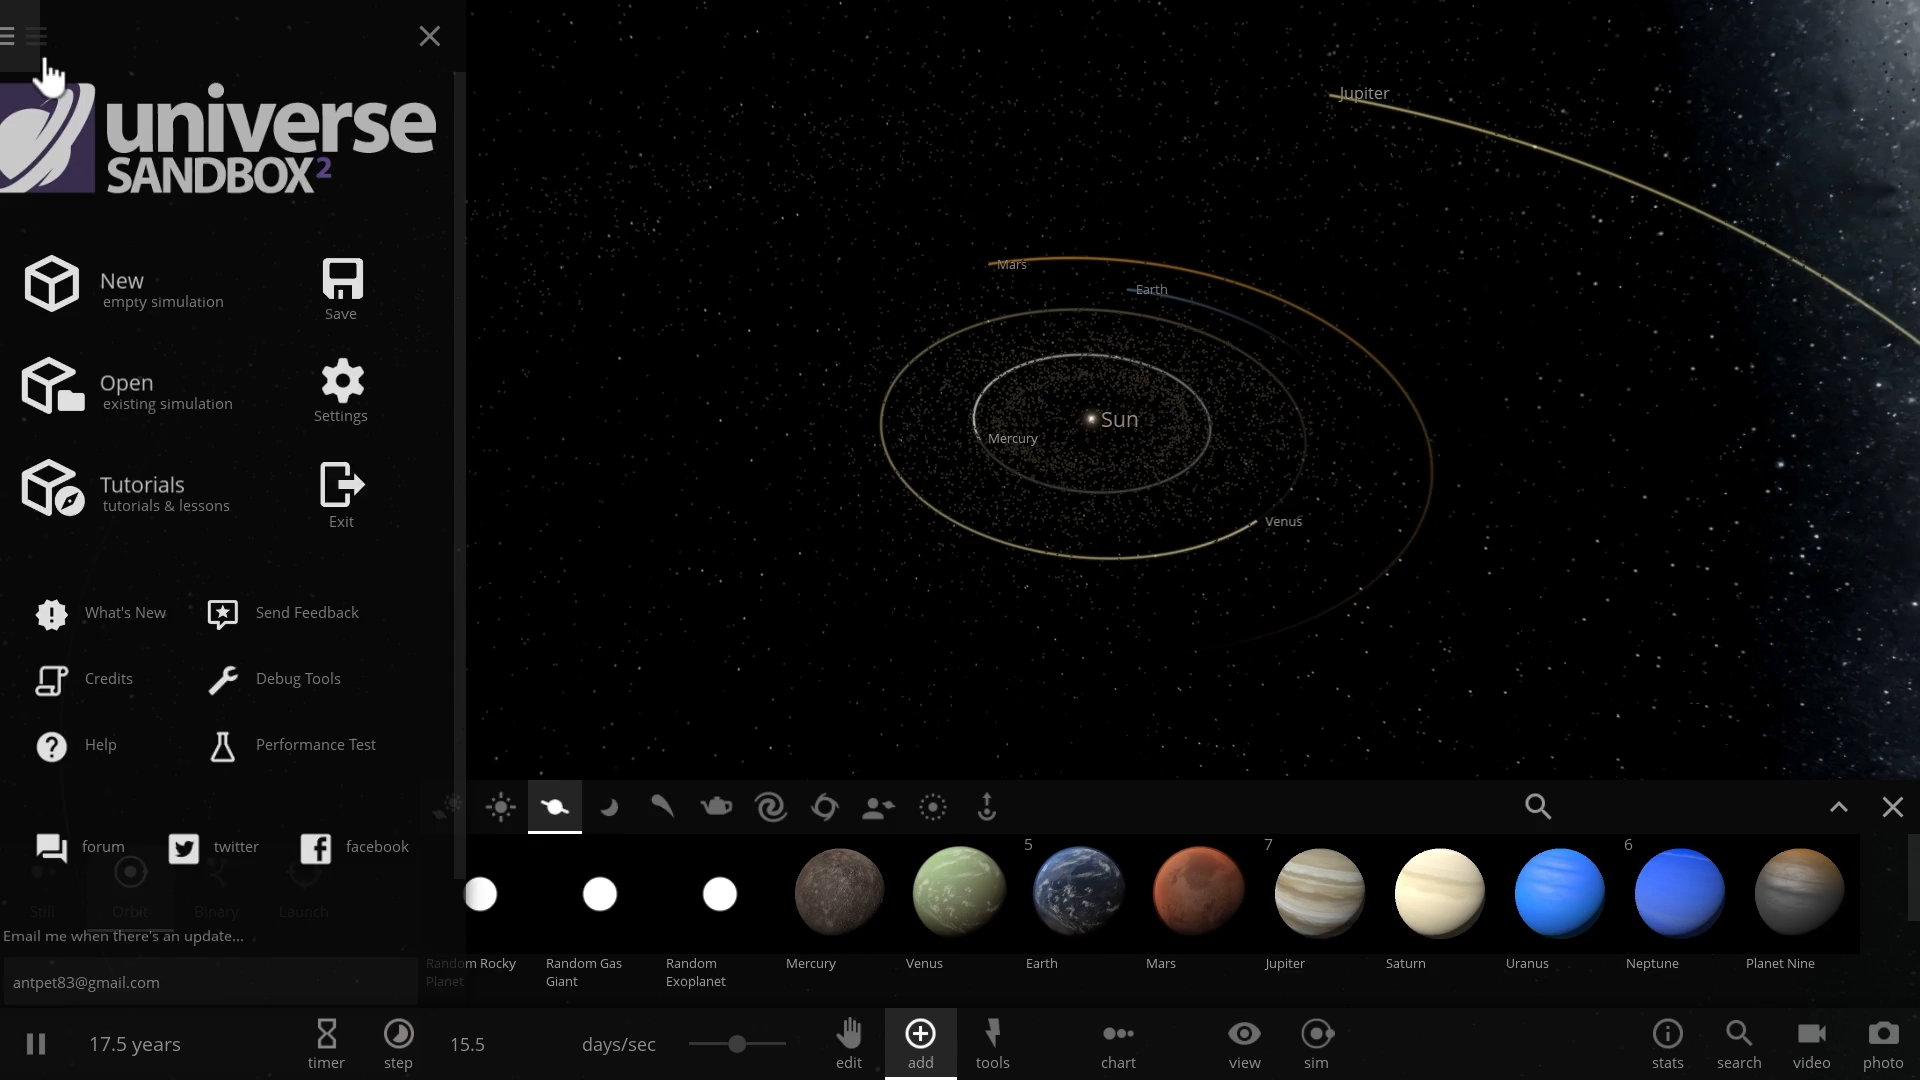 universe
SANDBOX²
New
empty simulation
Save
Open
existing simulation
Settings
Tutorials
tutorials & lessons
Exit
What's New
Send Feedback
Credits
Debug Tools
Help
Performance Test
forum
twitter
facebook
Still
Orbit
Binary
Launch
Email me when there's an update...
antpet83@gmail.com
Jupiter
Mars
Earth
Sun
Mercury
Venus
5
7
6
Random Rocky
Planet
Random Gas
Giant
Random
Exoplanet
Mercury
Venus
Earth
Mars
Jupiter
Saturn
Uranus
Neptune
Planet Nine
17.5 years
timer
step
15.5
days/sec
edit
add
tools
chart
view
sim
stats
search
video
photo